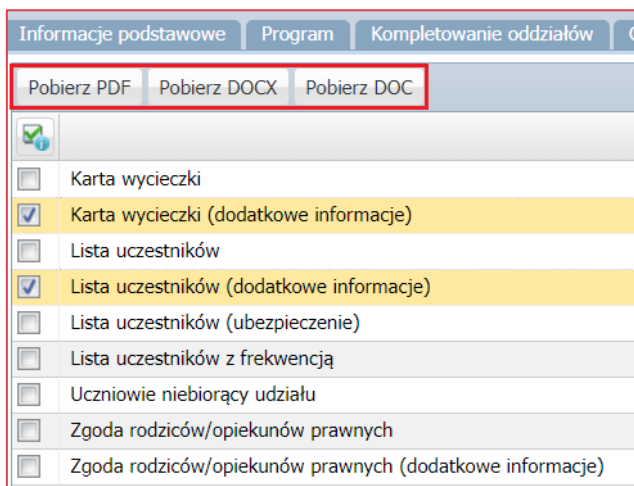 Informacje podstawowe Program Kompletowanie oddziałów
Pobierz PDF Pobierz DOCX Pobierz DOC
Karta wycieczki
Karta wycieczki (dodatkowe informacje)
Lista uczestników
Lista uczestników (dodatkowe informacje)
Lista uczestników (ubezpieczenie)
Lista uczestników z frekwencją
Uczniowie niebiorący udziału
Zgoda rodziców/opiekunów prawnych
Zgoda rodziców/opiekunów prawnych (dodatkowe informacje)